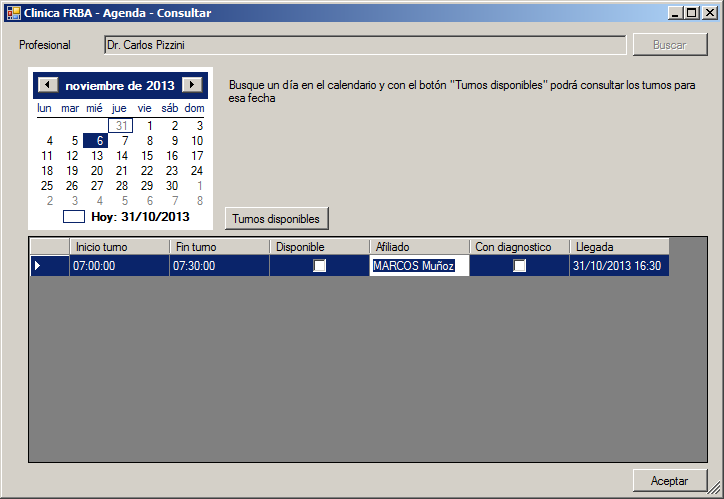 Clinica FRBA - Agenda - Consultar
Profesional Dr. Carlos Pizzini Buscar
noviembre de 2013
lun mar mié jue vie sáb dom
31 1 2 3
4 5 6 7 8 9 10
11 12 13 14 15 16 17
18 19 20 21 22 23 24
25 26 27 28 29 30 1
2 3 4 5 6 7 8
Hoy: 31/10/2013
Busque un día en el calendario y con el botón "Turnos disponibles" podrá consultar los turnos para
esa fecha
Turnos disponibles
Inicio turno Fin turno Disponible Afiliado Con diagnostico Llegada
07:00:00 07:30:00 MARCOS Muñoz 31/10/2013 16:30
Aceptar